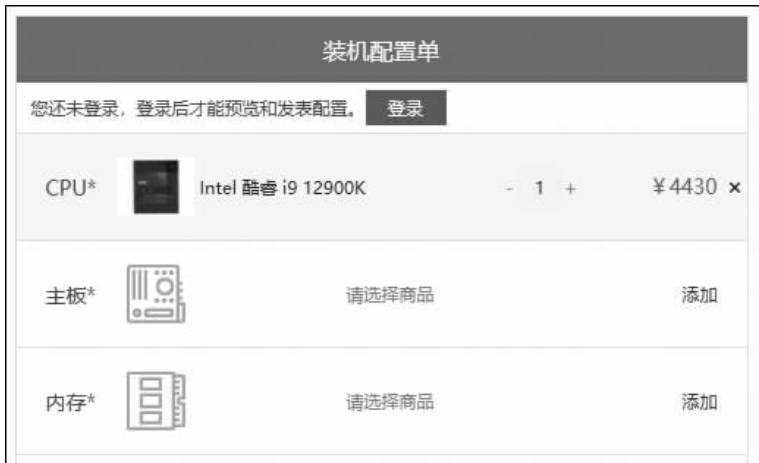 装机配置单
您还未登录，登录后才能预览和发表配置。 登录
CPU* Intel 酷睿 i9 12900K - 1 + ￥4430 ×
主板* 请选择商品 添加
内存* 请选择商品 添加